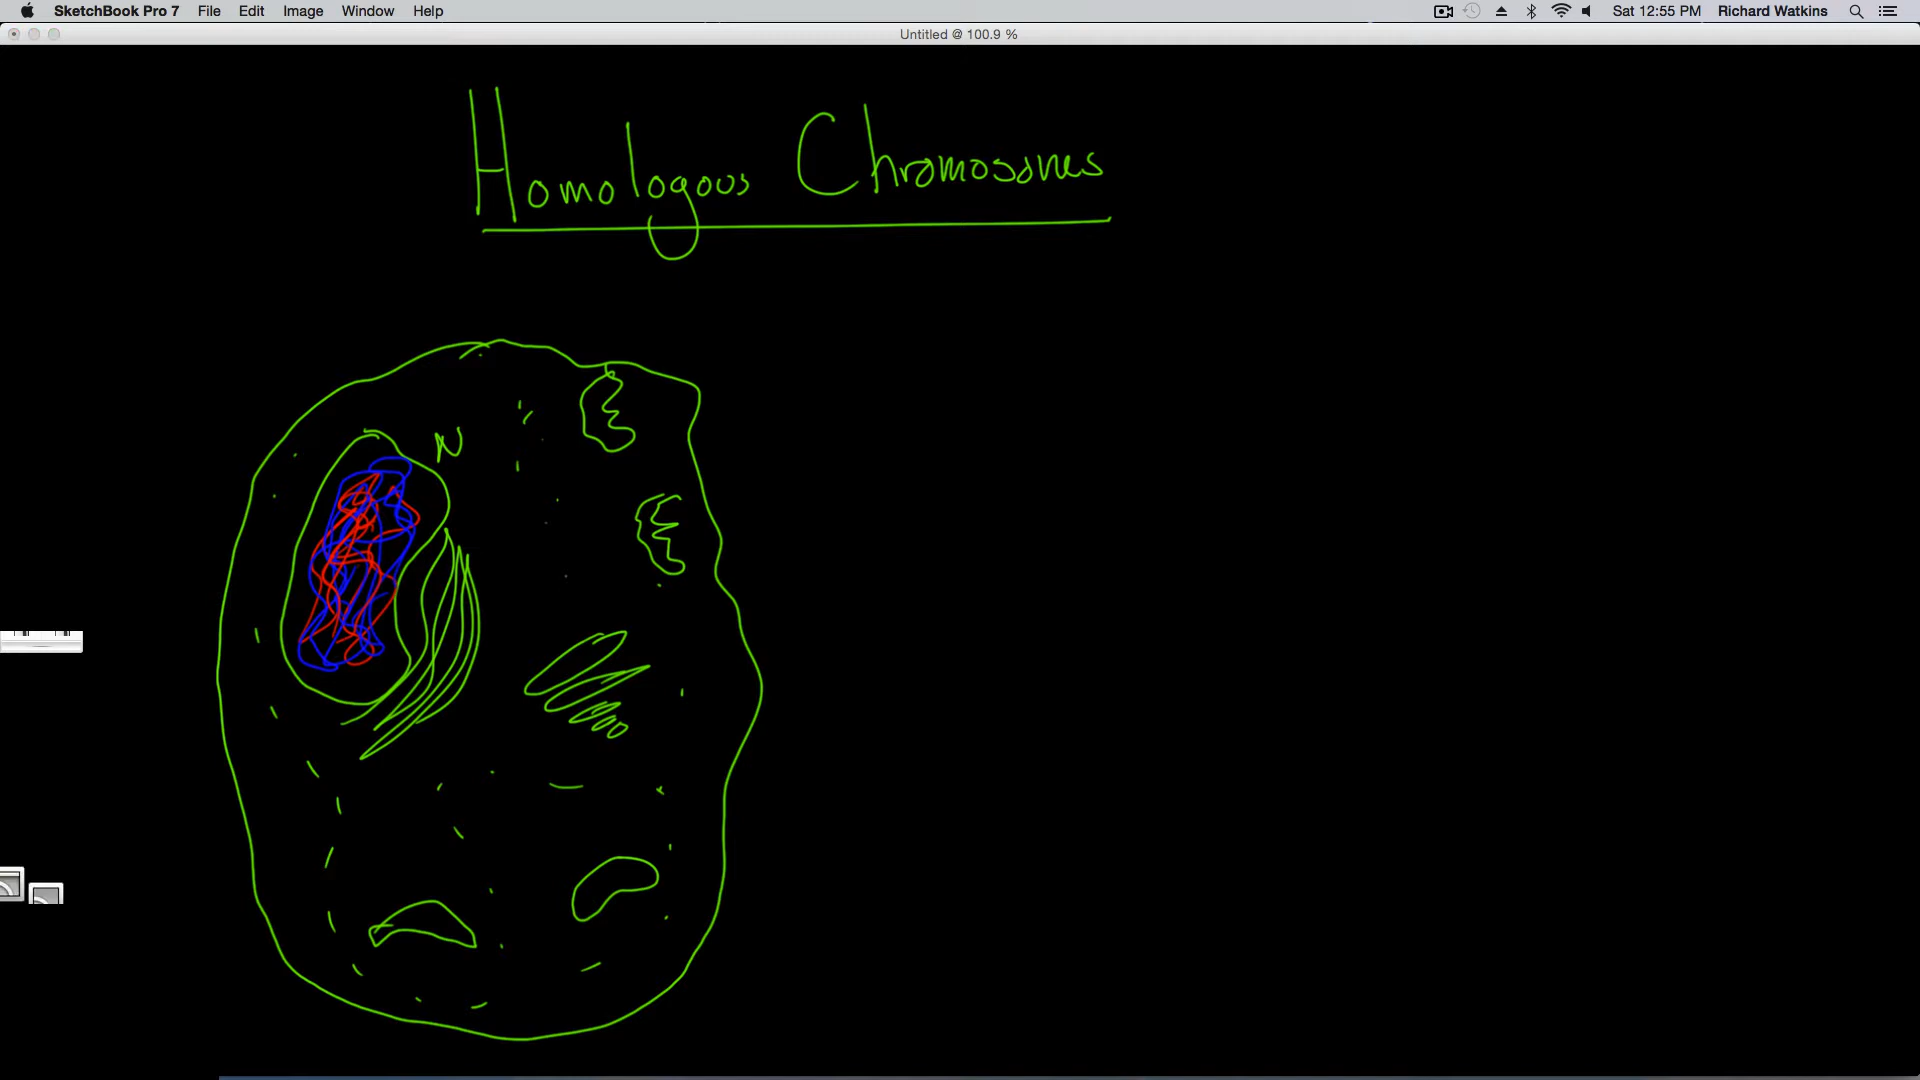 SketchBook Pro 7 File Edit Image Window Help Sat 12:55 PM Richard Watkins
Untitled @ 100.9 %
Homologous Chromosomes
N